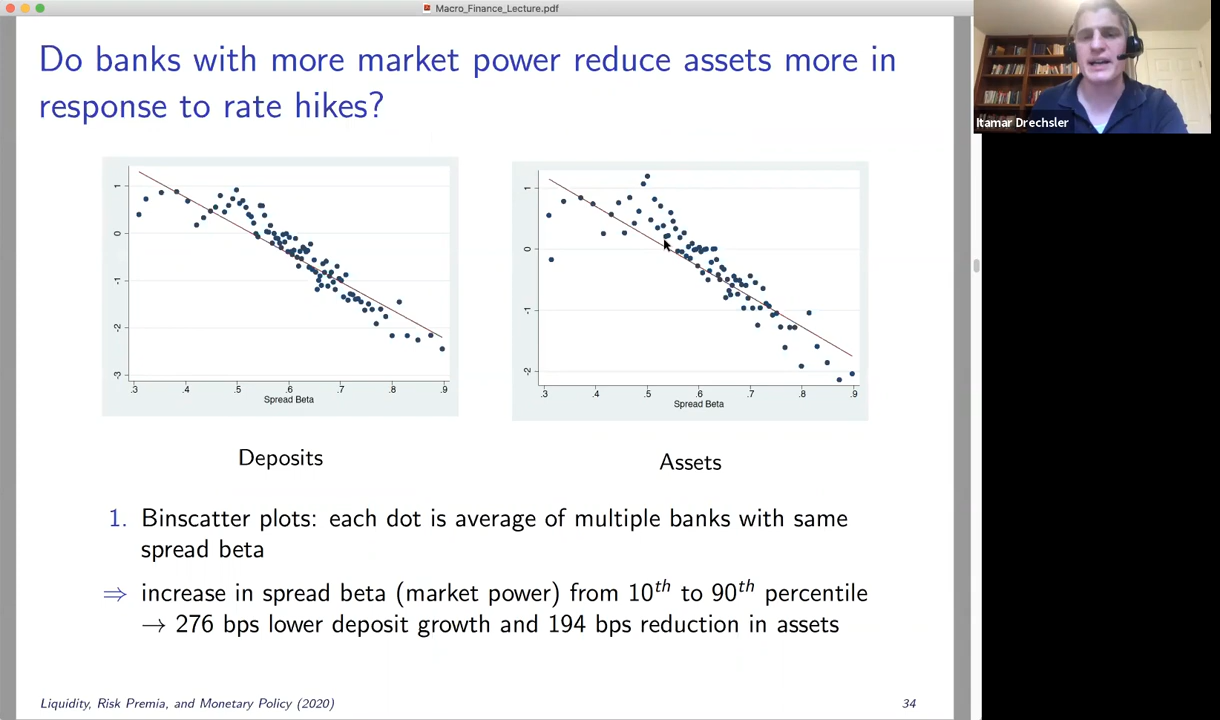 Macro_Finance_Lecture.pdf
Do banks with more market power reduce assets more in
response to rate hikes?
Itamar Drechsler
1
0
-1
-2
-3
.3 .4 .5 .6 .7 .8 .9
Spread Beta
Deposits
1
0
-1
-2
.3 .4 .5 .6 .7 .8 .9
Spread Beta
Assets
1. Binscatter plots: each dot is average of multiple banks with same
spread beta
⇒ increase in spread beta (market power) from 10th to 90th percentile
→ 276 bps lower deposit growth and 194 bps reduction in assets
Liquidity, Risk Premia, and Monetary Policy (2020)
34